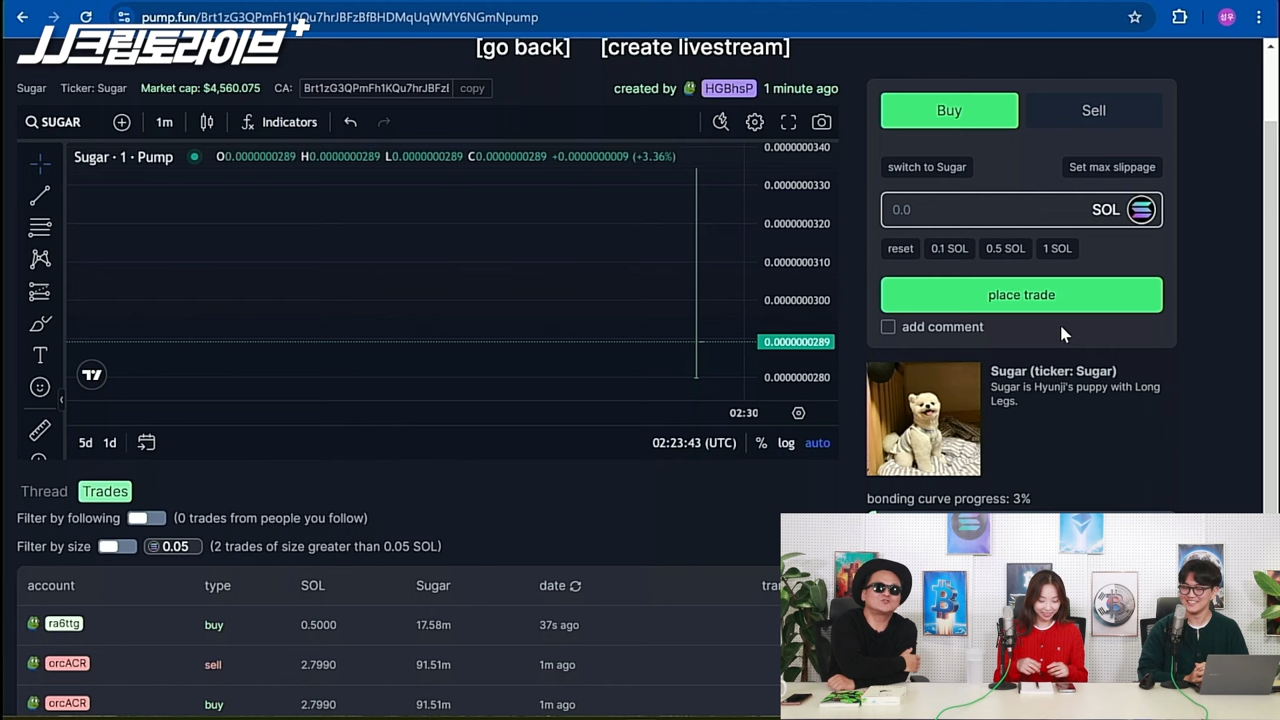 pump.fun/Brt1zG3QPmFh1KQu7hrJBFzBfBHDMqUqWMY6NGmNpump
성우
JJ크립토라이브+
[go back] [create livestream]
Sugar Ticker: Sugar Market cap: $4,560.075 CA: Brt1zG3QPmFh1KQu7hrJBFzI copy created by HGBhsP 1 minute ago
SUGAR 1m Indicators
Sugar · 1 · Pump O0.0000000289 H0.0000000289 L0.0000000289 C0.0000000289 +0.0000000009 (+3.36%)
0.0000000340
0.0000000330
0.0000000320
0.0000000310
0.0000000300
0.0000000289
0.0000000280
02:30
5d 1d 02:23:43 (UTC) % log auto
Buy Sell
switch to Sugar Set max slippage
0.0 SOL
reset 0.1 SOL 0.5 SOL 1 SOL
place trade
add comment
Sugar (ticker: Sugar)
Sugar is Hyunji's puppy with Long
Legs.
bonding curve progress: 3%
Thread Trades
Filter by following (0 trades from people you follow)
Filter by size 0.05 (2 trades of size greater than 0.05 SOL)
account type SOL Sugar date tran
ra6ttg buy 0.5000 17.58m 37s ago
orcACR sell 2.7990 91.51m 1m ago
orcACR buy 2.7990 91.51m 1m ago